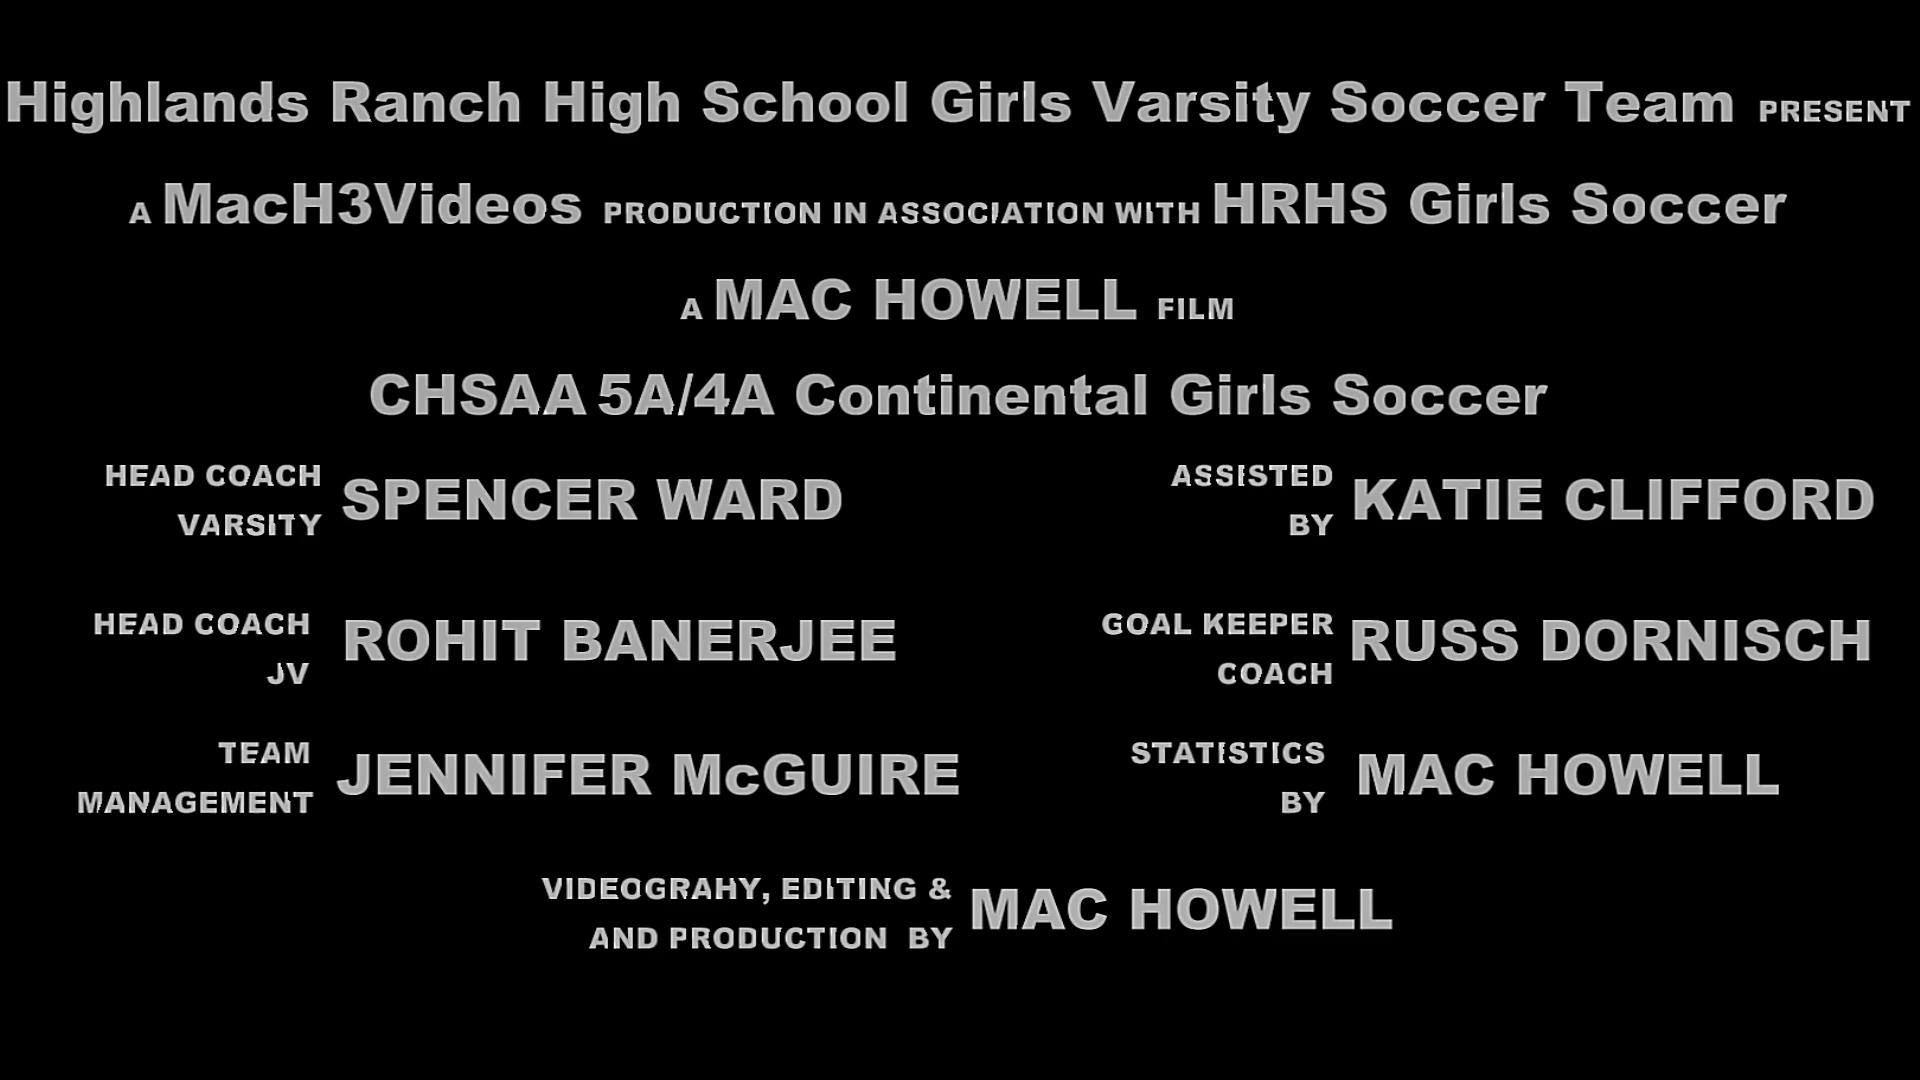 Highlands Ranch High School Girls Varsity Soccer Team PRESENT
A MacH3Videos PRODUCTION IN ASSOCIATION WITH HRHS Girls Soccer
A MAC HOWELL FILM
CHSAA 5A/4A Continental Girls Soccer
HEAD COACH
VARSITY
SPENCER WARD
ASSISTED
BY
KATIE CLIFFORD
HEAD COACH
JV
ROHIT BANERJEE
GOAL KEEPER
COACH
RUSS DORNISCH
TEAM
MANAGEMENT
JENNIFER McGUIRE
STATISTICS
BY
MAC HOWELL
VIDEOGRAHY, EDITING &
AND PRODUCTION BY
MAC HOWELL